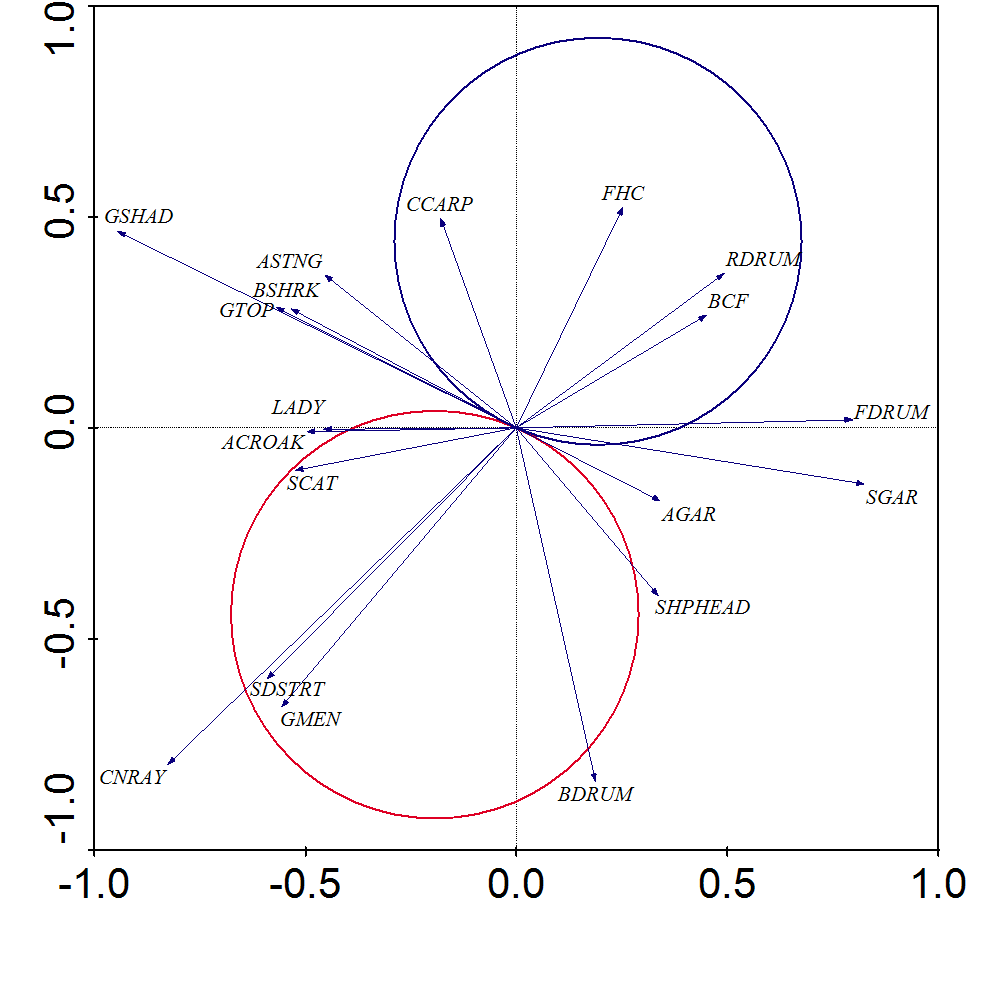 1.0
0.5
0.0
-0.5
-1.0
GSHAD
CCARP
FHC
ASTNG
RDRUM
BSHRK
BCF
GTOP
LADY
FDRUM
ACROAK
SCAT
SGAR
AGAR
SHPHEAD
SDSTRT
GMEN
CNRAY
BDRUM
-1.0 -0.5 0.0 0.5 1.0